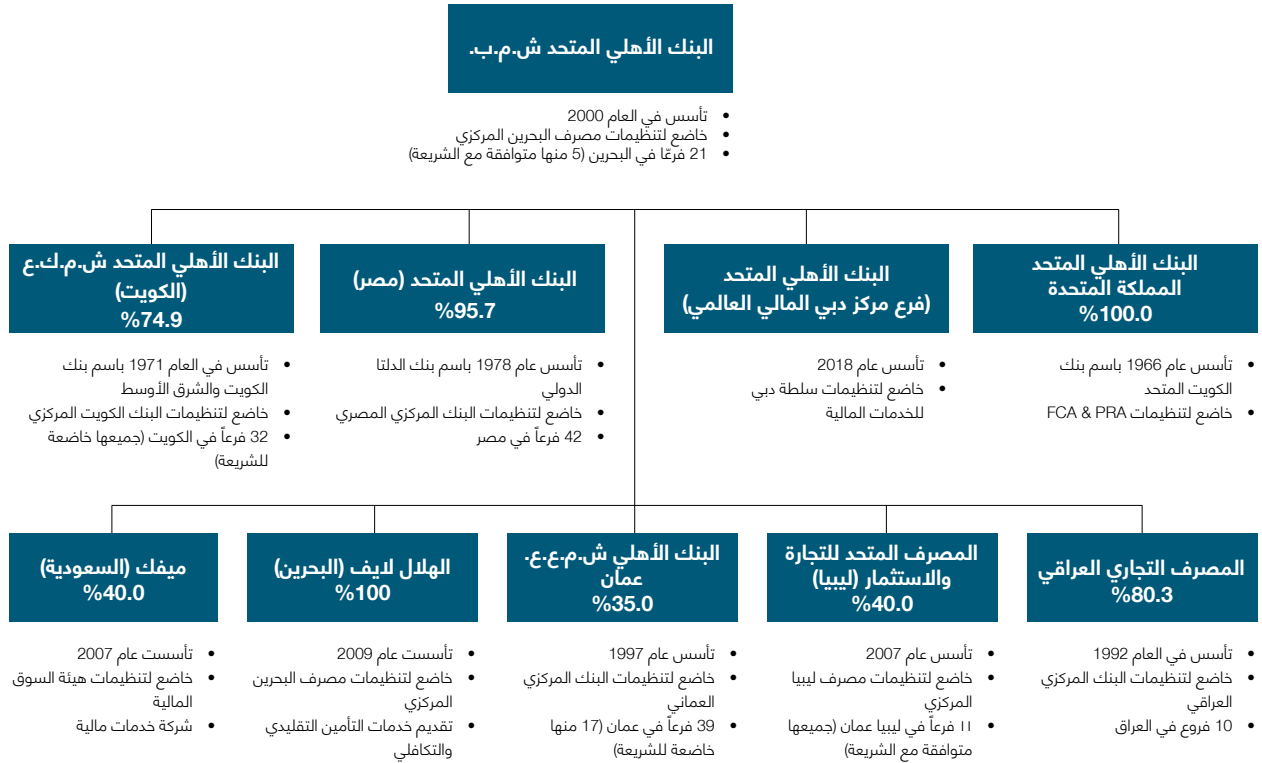 البنك الأهلي المتحد ش.م.ب.
• تأسس في العام 2000
• خاضع لتنظيمات مصرف البحرين المركزي
• 21 فرعًا في البحرين (5 منها متوافقة مع الشريعة)
البنك الأهلي المتحد
المملكة المتحدة
%100.0
• تأسس عام 1966 باسم بنك
الكويت المتحد
• خاضع لتنظيمات FCA & PRA
البنك الأهلي المتحد
(فرع مركز دبي المالي العالمي)
• تأسس عام 2018
• خاضع لتنظيمات سلطة دبي
للخدمات المالية
البنك الأهلي المتحد (مصر)
%95.7
• تأسس عام 1978 باسم بنك الدلتا
الدولي
• خاضع لتنظيمات البنك المركزي المصري
• 42 فرعاً في مصر
البنك الأهلي المتحد ش.م.ك.ع
(الكويت)
%74.9
• تأسس في العام 1971 باسم بنك
الكويت والشرق الأوسط
• خاضع لتنظيمات البنك الكويت المركزي
• 32 فرعاً في الكويت (جميعها خاضعة
للشريعة)
المصرف التجاري العراقي
%80.3
• تأسس في العام 1992
• خاضع لتنظيمات البنك المركزي
العراقي
• 10 فروع في العراق
المصرف المتحد للتجارة
والاستثمار (ليبيا)
%40.0
• تأسس عام 2007
• خاضع لتنظيمات مصرف ليبيا
المركزي
• ١١ فرعاً في ليبيا عمان (جميعها
متوافقة مع الشريعة)
البنك الأهلي ش.م.ع.ع.
عمان
%35.0
• تأسس عام 1997
• خاضع لتنظيمات البنك المركزي
العماني
• 39 فرعاً في عمان (17 منها
خاضعة للشريعة)
الهلال لايف (البحرين)
%100
• تأسست عام 2009
• خاضع لتنظيمات مصرف البحرين
المركزي
• تقديم خدمات التأمين التقليدي
والتكافلي
ميفك (السعودية)
%40.0
• تأسست عام 2007
• خاضع لتنظيمات هيئة السوق
المالية
• شركة خدمات مالية